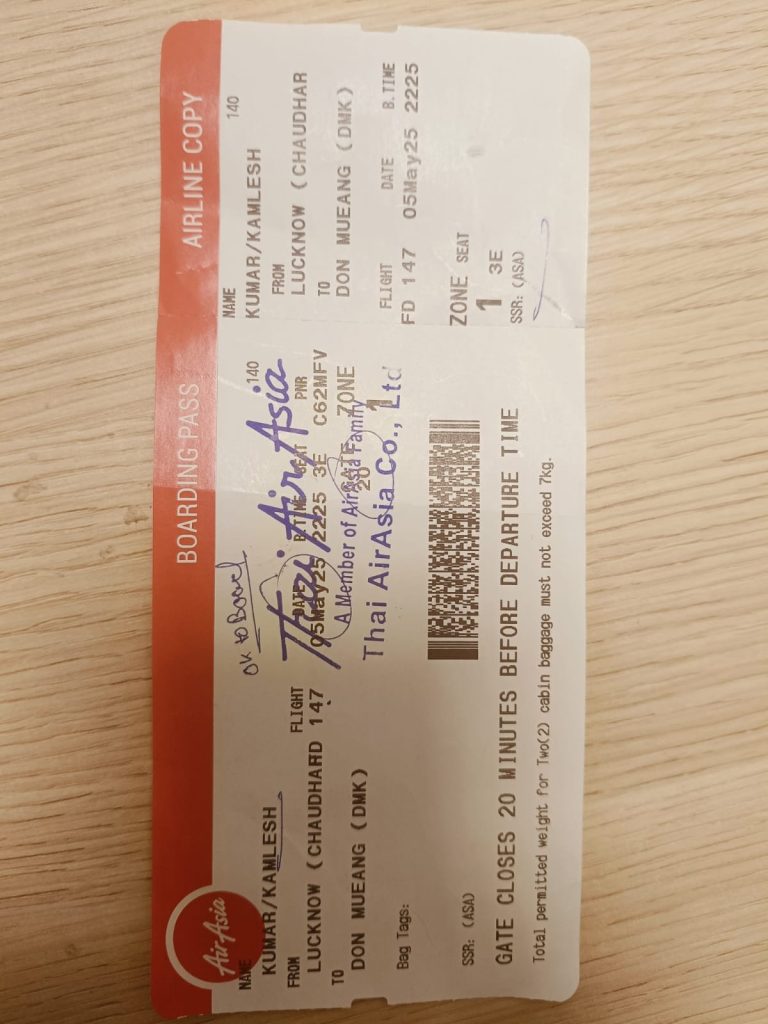 BOARDING PASS
AirAsia
OK to Board
140
NAME
KUMAR/KAMLESH
FROM
LUCKNOW (CHAUDHARD
TO
DON MUEANG (DMK)
FLIGHT DATE B.TIME SEAT PNR
147 05May25 2225 3E C62MFV
GATE ZONE
20 1
Thai AirAsia
A Member of AirAsia Family
Thai AirAsia Co., Ltd
Bag Tags:
SSR: (ASA)
GATE CLOSES 20 MINUTES BEFORE DEPARTURE TIME
Total permitted weight for Two(2) cabin baggage must not exceed 7kg.
AIRLINE COPY
140
NAME
KUMAR/KAMLESH
FROM
LUCKNOW (CHAUDHAR
TO
DON MUEANG (DMK)
FLIGHT DATE B.TIME
FD 147 05May25 2225
ZONE SEAT
1 3E
SSR: (ASA)